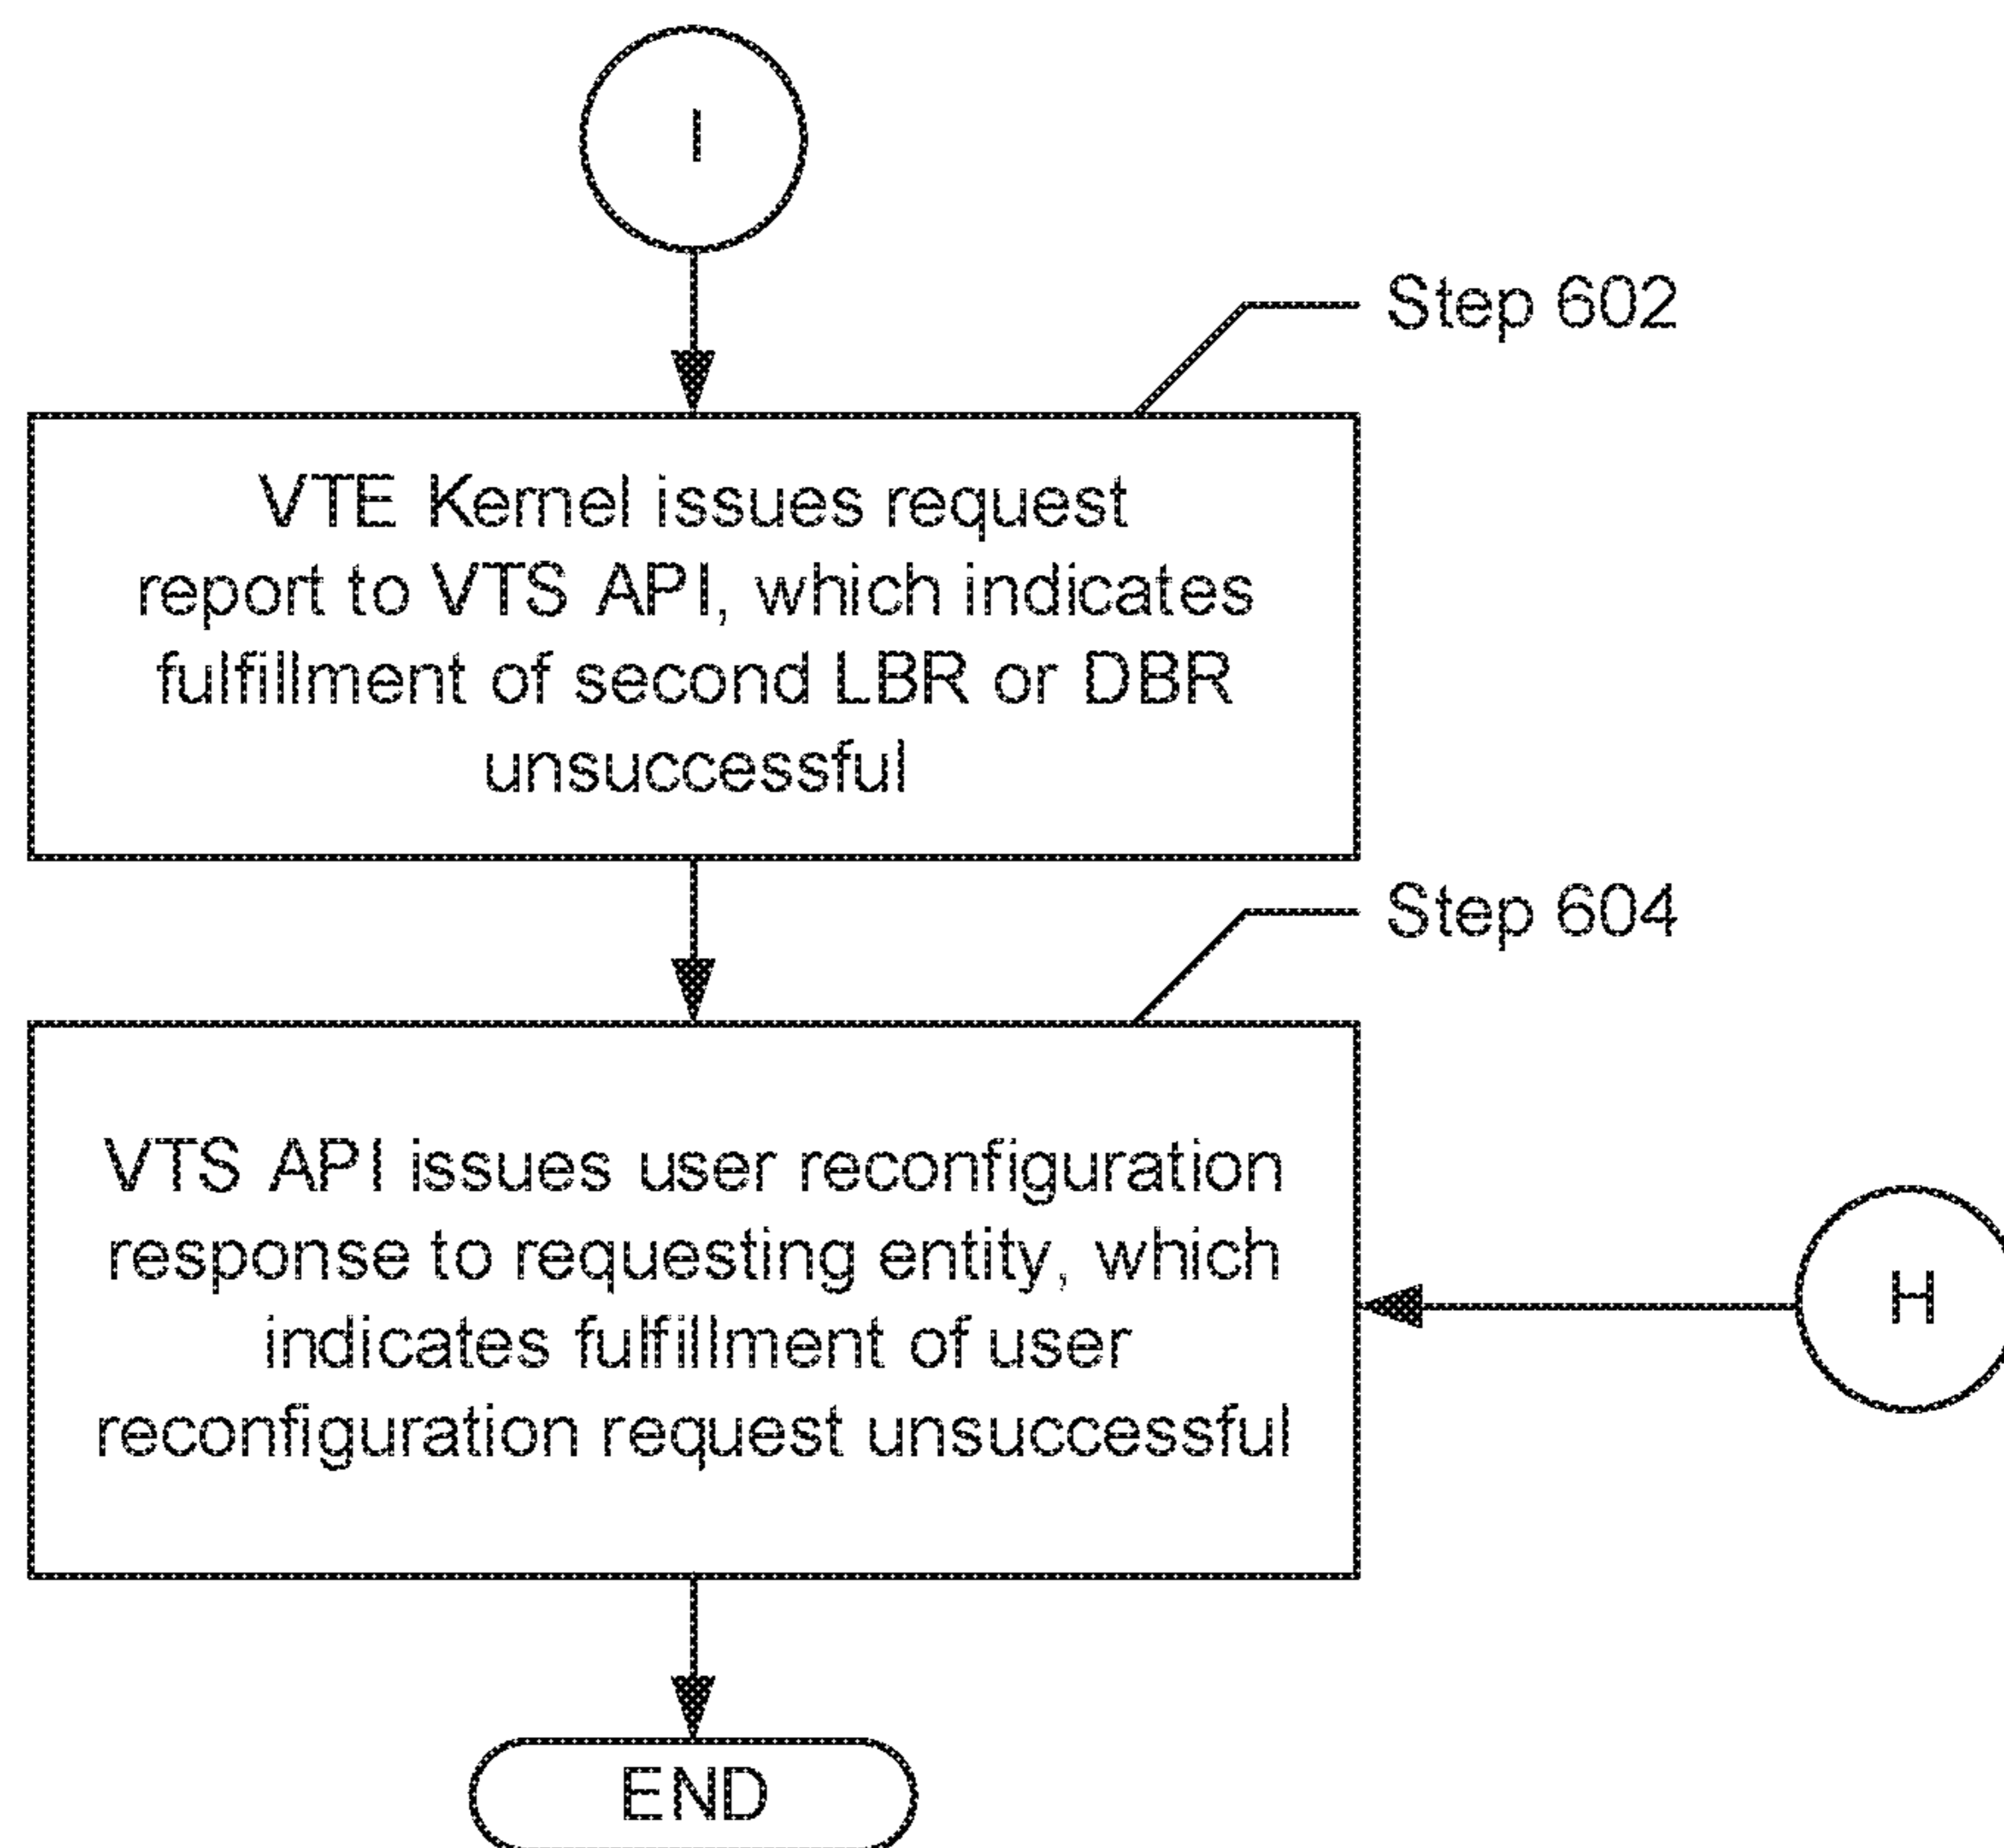 I
Step 602
VTE Kernel issues request
report to VTS API, which indicates
fulfillment of second LBR or DBR
unsuccessful
Step 604
VTS API issues user reconfiguration
response to requesting entity, which
indicates fulfillment of user
reconfiguration request unsuccessful
H
END